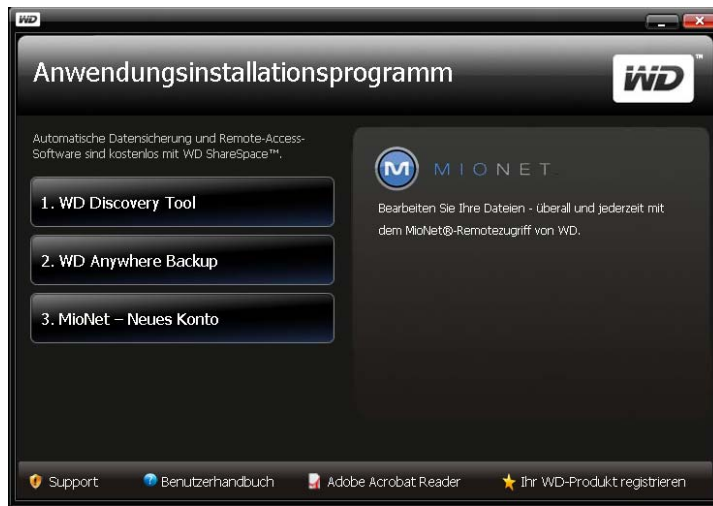 WD
Anwendungsinstallationsprogramm
WD™
Automatische Datensicherung und Remote-Access-
Software sind kostenlos mit WD ShareSpace™.
1. WD Discovery Tool
2. WD Anywhere Backup
3. MioNet – Neues Konto
M MIONET
Bearbeiten Sie Ihre Dateien - überall und jederzeit mit
dem MioNet®-Remotezugriff von WD.
Support
Benutzerhandbuch
Adobe Acrobat Reader
Ihr WD-Produkt registrieren